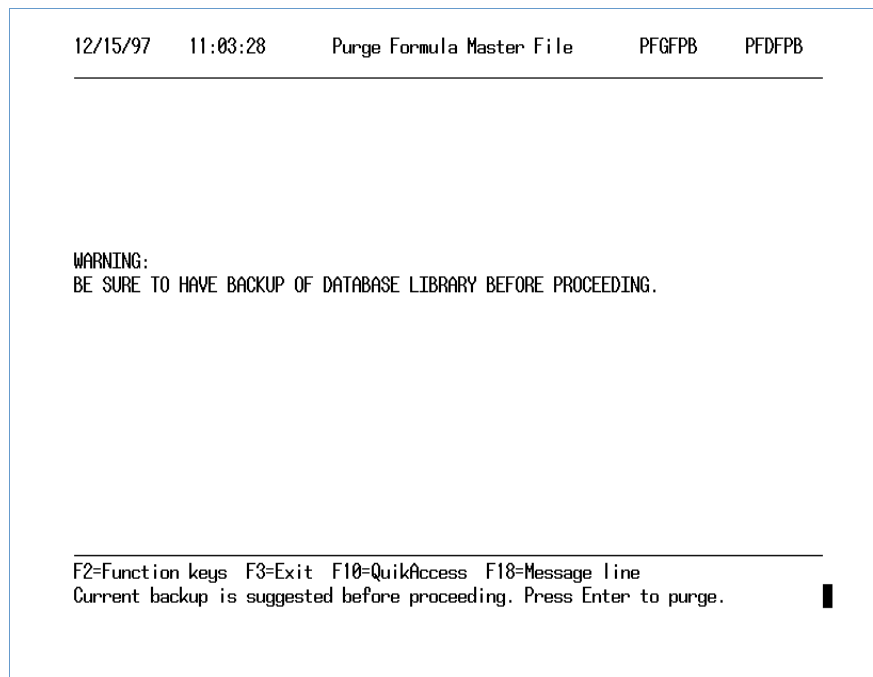 12/15/97 11:03:28 Purge Formula Master File PFGFPB PFDFPB
WARNING:
BE SURE TO HAVE BACKUP OF DATABASE LIBRARY BEFORE PROCEEDING.
F2=Function keys F3=Exit F10=QuikAccess F18=Message line
Current backup is suggested before proceeding. Press Enter to purge.